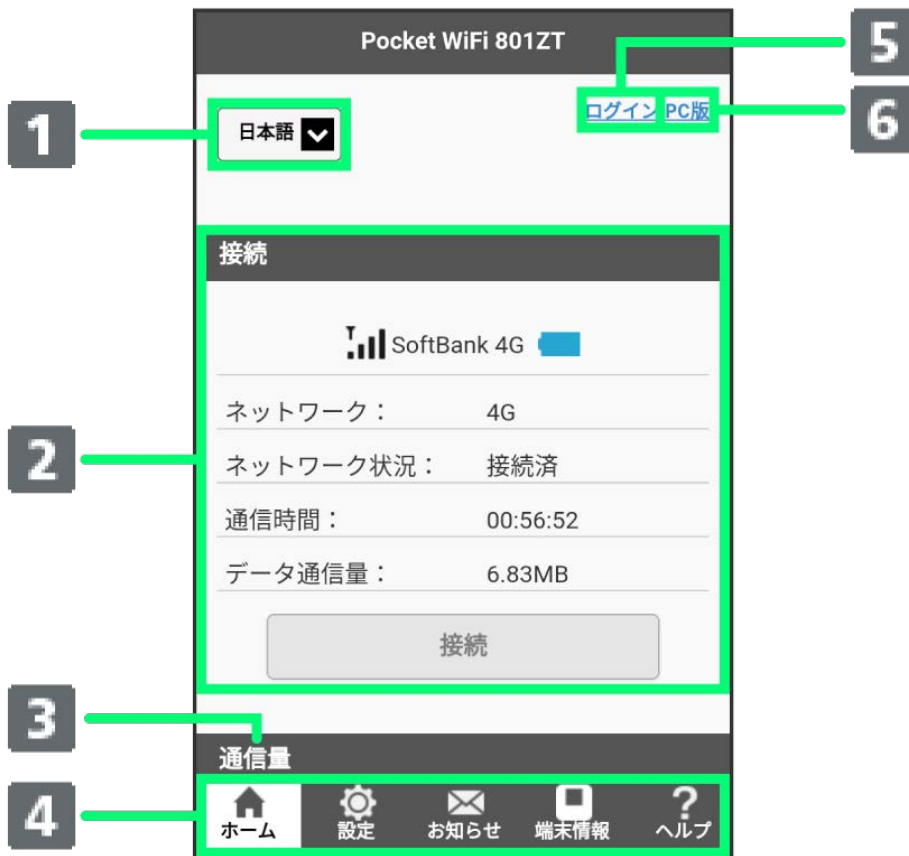 Pocket WiFi 801ZT
5
1
日本語
ログイン PC版
6
接続
SoftBank 4G
ネットワーク： 4G
2
ネットワーク状況： 接続済
通信時間： 00:56:52
データ通信量： 6.83MB
接続
3
通信量
4
ホーム 設定 お知らせ 端末情報 ヘルプ